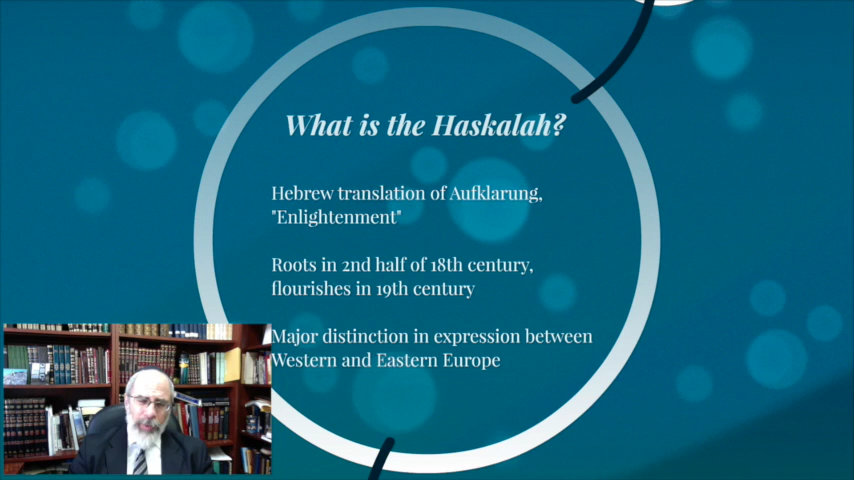 What is the Haskalah?
Hebrew translation of Aufklarung,
"Enlightenment"
Roots in 2nd half of 18th century,
flourishes in 19th century
Major distinction in expression between
Western and Eastern Europe